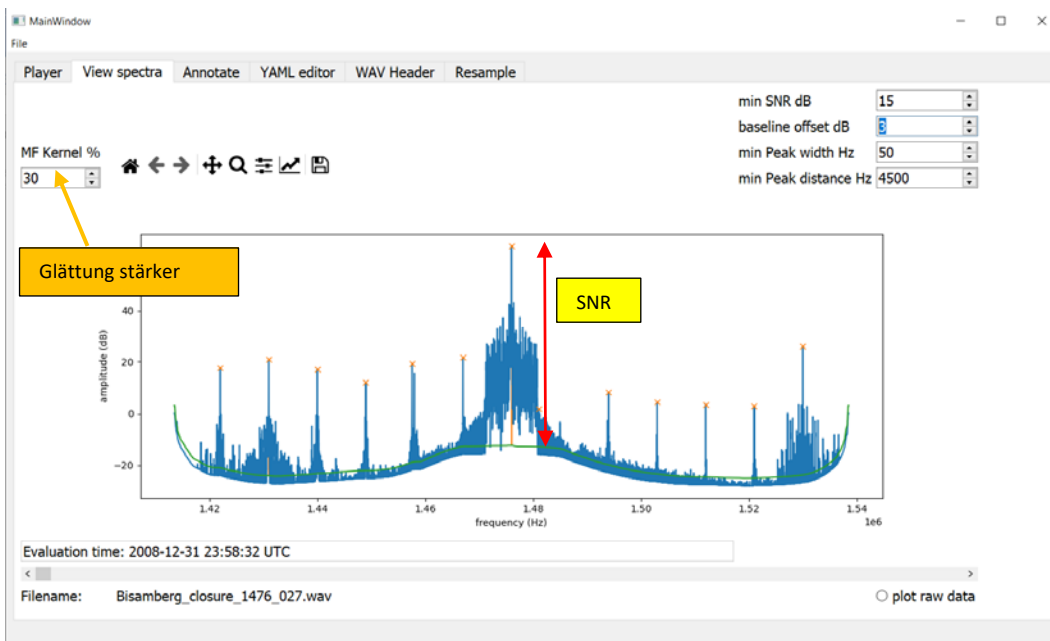 MainWindow
File
Player View spectra Annotate YAML editor WAV Header Resample
min SNR dB 15
baseline offset dB 3
MF Kernel %
min Peak width Hz 50
30
min Peak distance Hz 4500
Glättung stärker
SNR
40
20
0
−20
amplitude (dB)
1.42 1.44 1.46 1.48 1.50 1.52 1.54
frequency (Hz)
1e6
Evaluation time: 2008-12-31 23:58:32 UTC
Filename: Bisamberg_closure_1476_027.wav
plot raw data